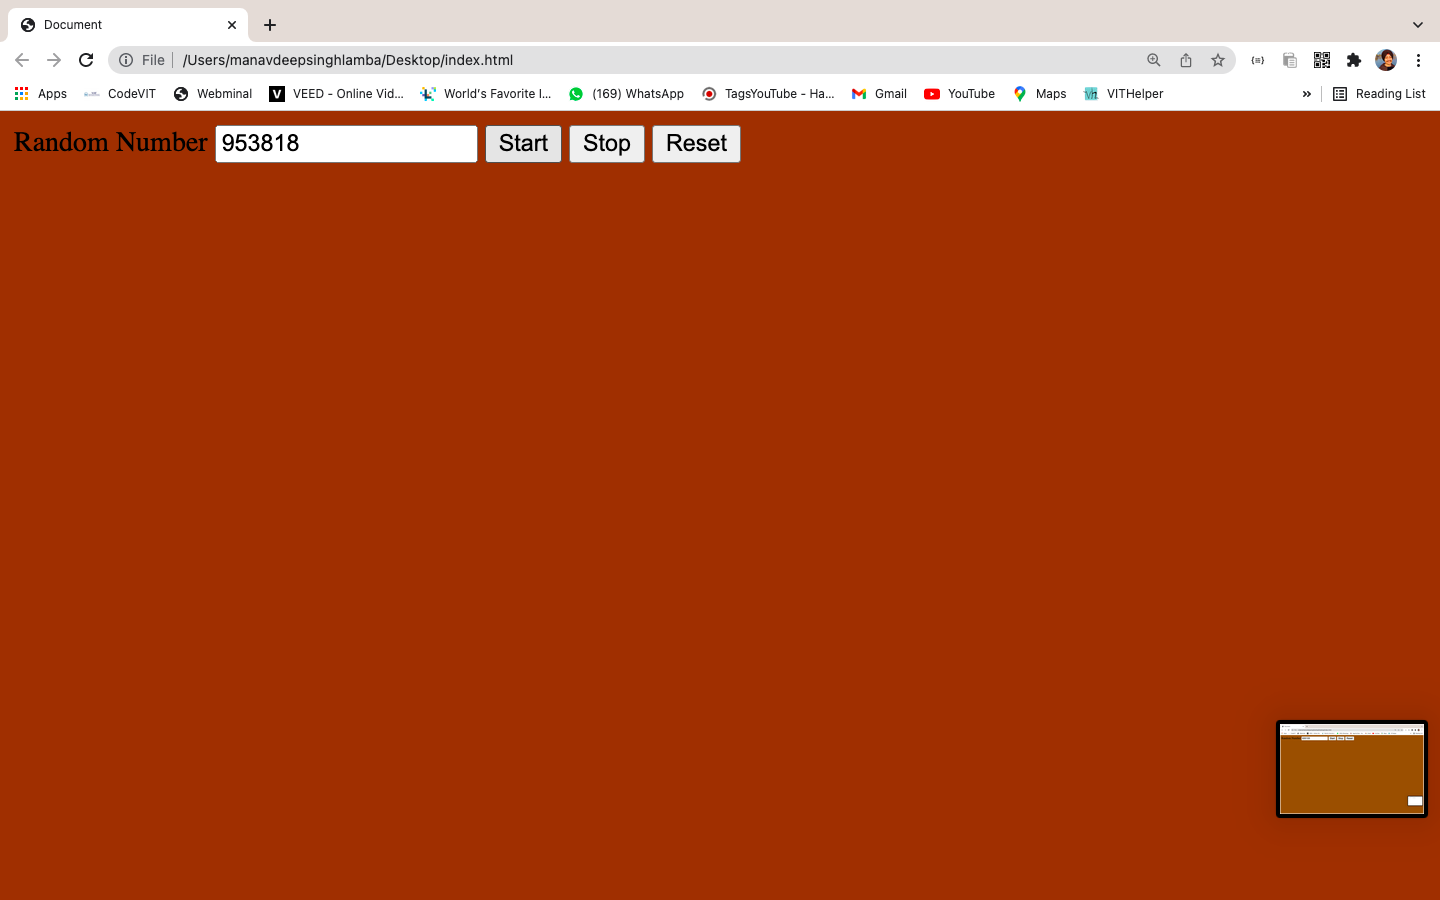 Document
File /Users/manavdeepsinghlamba/Desktop/index.html
Apps CodeVIT Webminal VEED - Online Vid... World's Favorite I... (169) WhatsApp TagsYouTube - Ha... Gmail YouTube Maps VITHelper » Reading List
Random Number 953818 Start Stop Reset